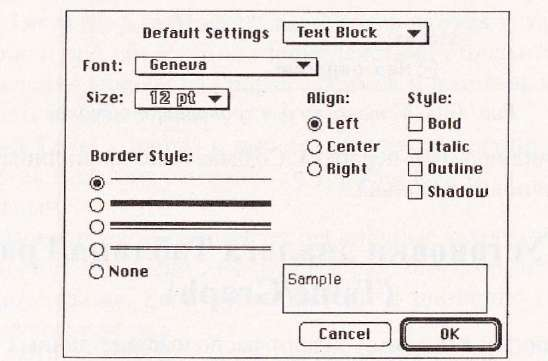 Default Settings Text Block
Font: Geneva
Size: 12 pt
Align:
Left
Center
Right
Style:
Bold
Italic
Outline
Shadow
Border Style:
None
Sample
Cancel
OK